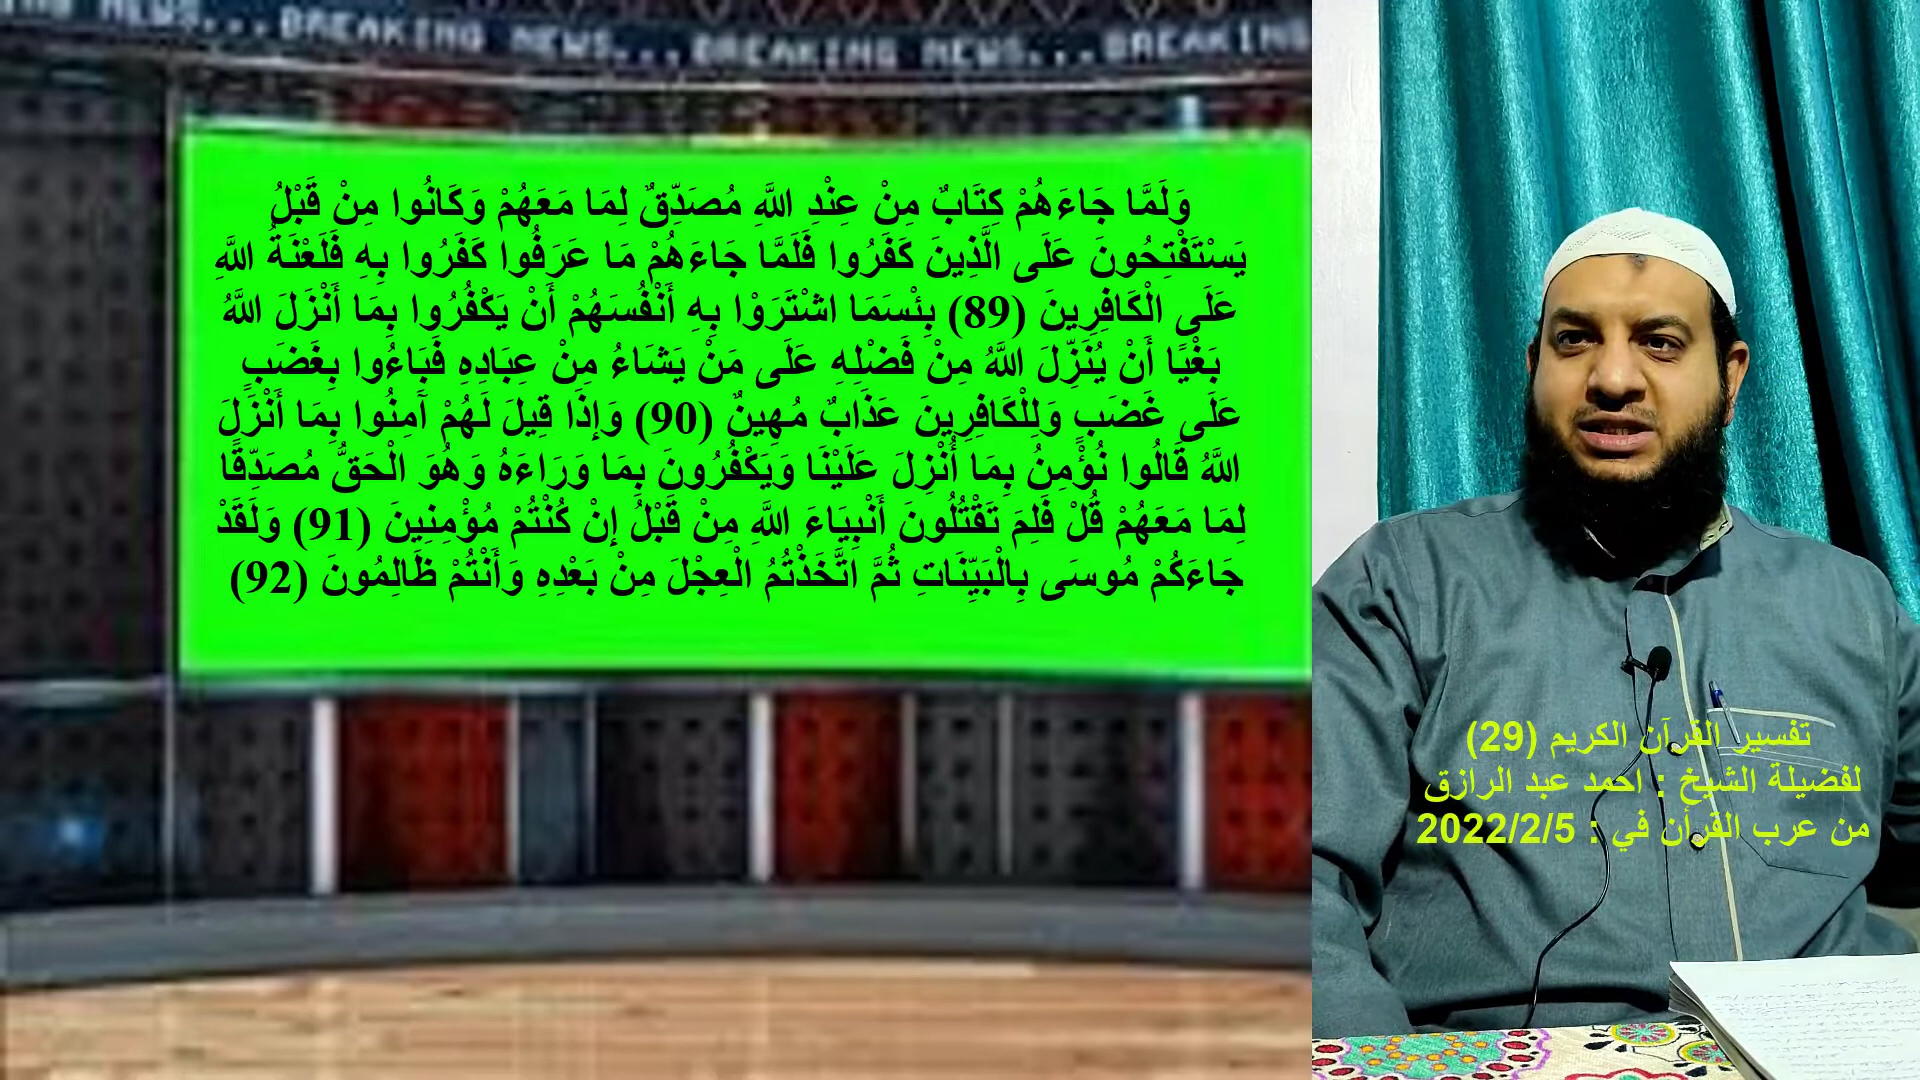 ...BREAKING NEWS...BREAKING NEWS...BREAKING
وَلَمَّا جَاءَهُمْ كِتَابٌ مِنْ عِنْدِ اللَّهِ مُصَدِّقٌ لِمَا مَعَهُمْ وَكَانُوا مِنْ قَبْلُ
يَسْتَفْتِحُونَ عَلَى الَّذِينَ كَفَرُوا فَلَمَّا جَاءَهُمْ مَا عَرَفُوا كَفَرُوا بِهِ فَلَعْنَةُ اللَّهِ
عَلَى الْكَافِرِينَ (89) بِئْسَمَا اشْتَرَوْا بِهِ أَنْفُسَهُمْ أَنْ يَكْفُرُوا بِمَا أَنْزَلَ اللَّهُ
بَغْيًا أَنْ يُنَزِّلَ اللَّهُ مِنْ فَضْلِهِ عَلَى مَنْ يَشَاءُ مِنْ عِبَادِهِ فَبَاءُوا بِغَضَبٍ
عَلَى غَضَبٍ وَلِلْكَافِرِينَ عَذَابٌ مُهِينٌ (90) وَإِذَا قِيلَ لَهُمْ آمِنُوا بِمَا أَنْزَلَ
اللَّهُ قَالُوا نُؤْمِنُ بِمَا أُنْزِلَ عَلَيْنَا وَيَكْفُرُونَ بِمَا وَرَاءَهُ وَهُوَ الْحَقُّ مُصَدِّقًا
لِمَا مَعَهُمْ قُلْ فَلِمَ تَقْتُلُونَ أَنْبِيَاءَ اللَّهِ مِنْ قَبْلُ إِنْ كُنْتُمْ مُؤْمِنِينَ (91) وَلَقَدْ
جَاءَكُمْ مُوسَى بِالْبَيِّنَاتِ ثُمَّ اتَّخَذْتُمُ الْعِجْلَ مِنْ بَعْدِهِ وَأَنْتُمْ ظَالِمُونَ (92)
تفسير القرآن الكريم (29)
لفضيلة الشيخ : احمد عبد الرازق
من عرب القرأن في : 2022/2/5